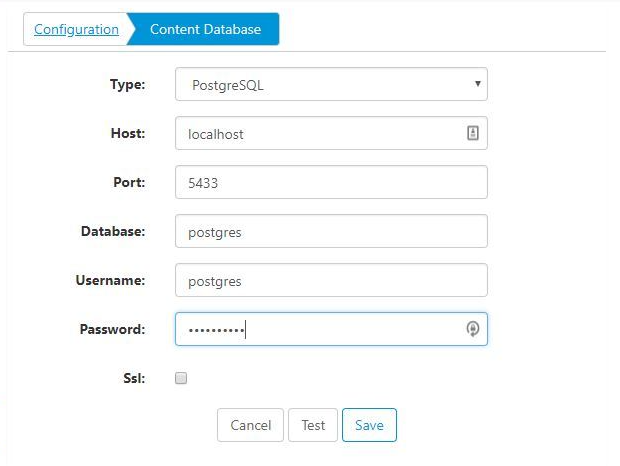 Configuration Content Database
Type: PostgreSQL
Host: localhost
Port: 5433
Database: postgres
Username: postgres
Password: ••••••••••
Ssl:
Cancel Test Save